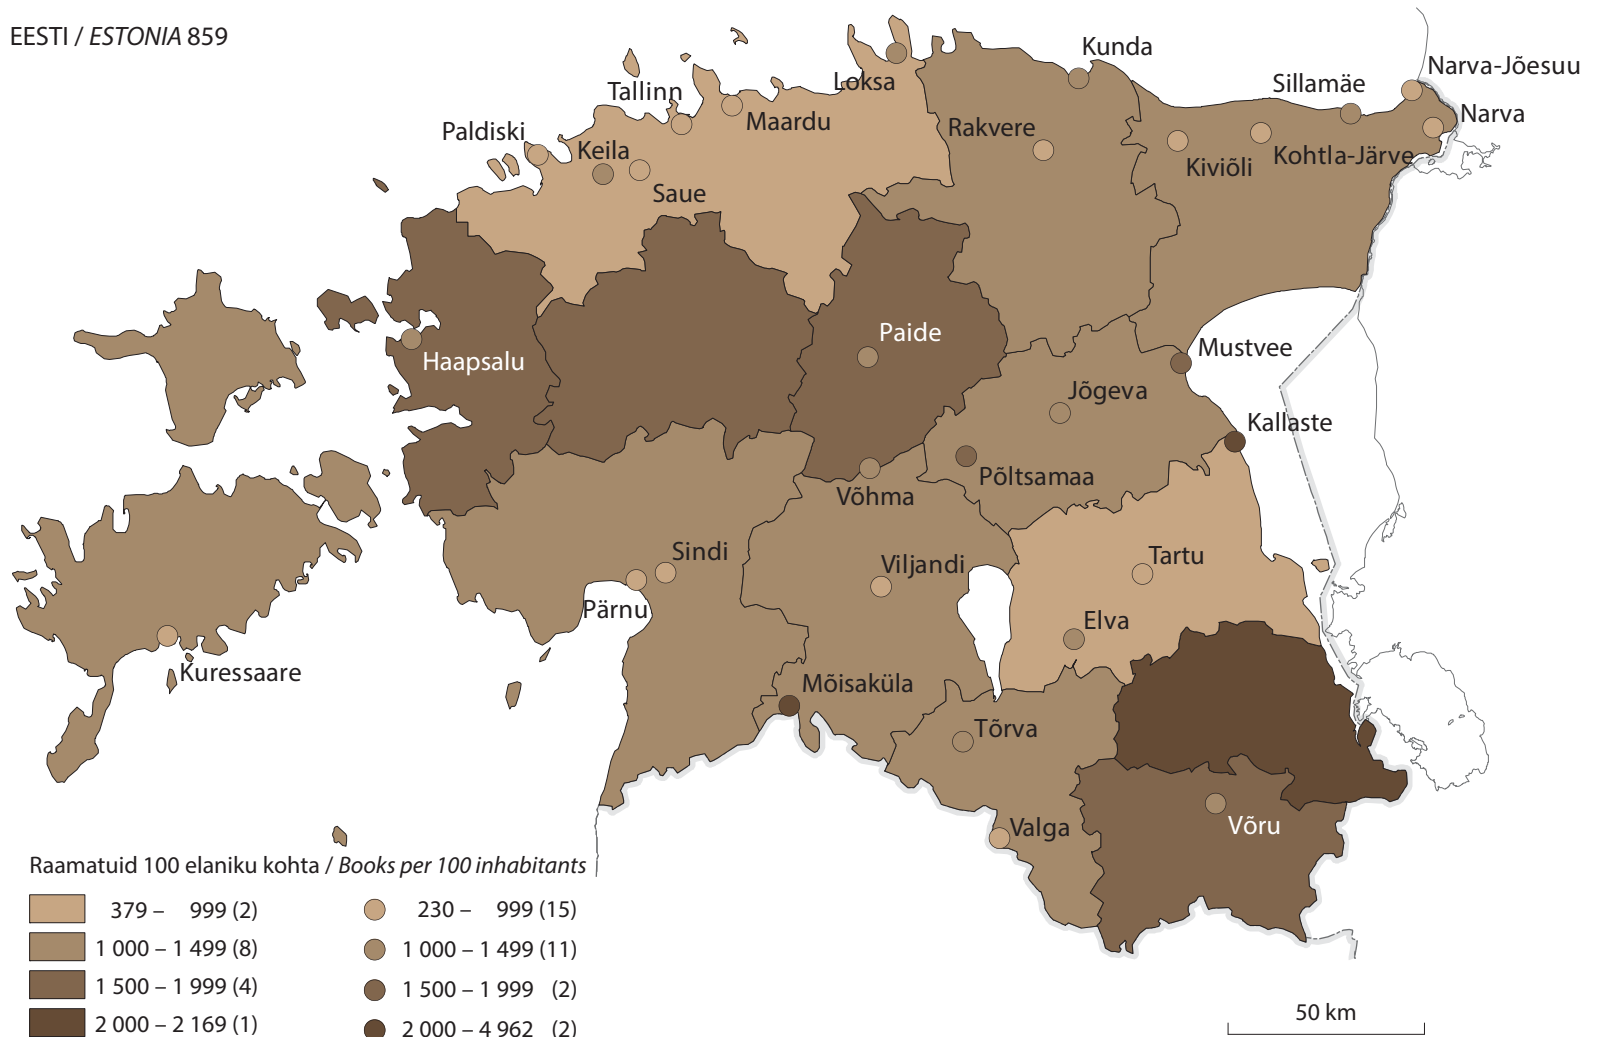 EESTI / ESTONIA 859
Kunda
Narva-Jõesuu
Loksa
Sillamäe
Tallinn
Narva
Maardu
Rakvere
Paldiski
Keila
Kohtla-Järve
Kiviõli
Saue
Paide
Mustvee
Haapsalu
Jõgeva
Kallaste
Põltsamaa
Võhma
Sindi
Tartu
Viljandi
Pärnu
Elva
Kuressaare
Mõisaküla
Tõrva
Valga
Võru
Raamatuid 100 elaniku kohta / Books per 100 inhabitants
379 – 999 (2)
1 000 – 1 499 (8)
1 500 – 1 999 (4)
2 000 – 2 169 (1)
230 – 999 (15)
1 000 – 1 499 (11)
1 500 – 1 999 (2)
2 000 – 4 962 (2)
50 km